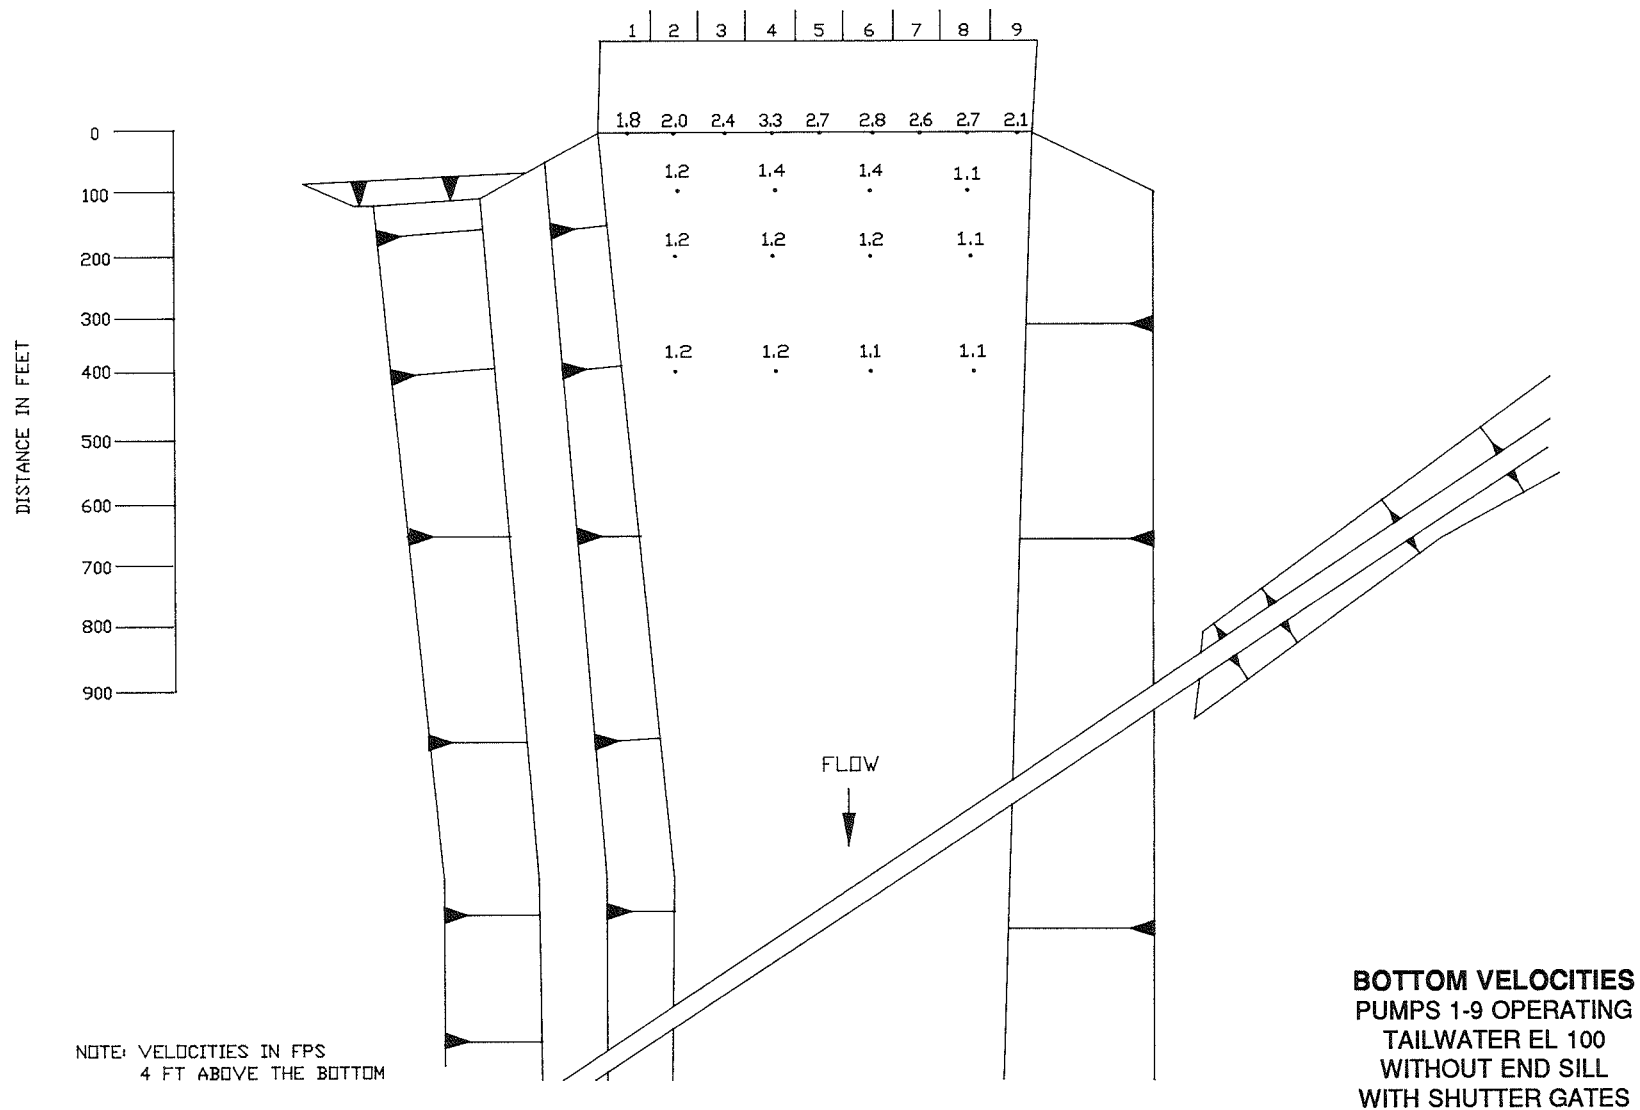 1 2 3 4 5 6 7 8 9
1.8 2.0 2.4 3.3 2.7 2.8 2.6 2.7 2.1
0
1.2 1.4 1.4 1.1
100
1.2 1.2 1.2 1.1
200
300
1.2 1.2 1.1 1.1
400
500
600
700
800
900
DISTANCE IN FEET
FLOW
NOTE: VELOCITIES IN FPS
4 FT ABOVE THE BOTTOM
BOTTOM VELOCITIES
PUMPS 1-9 OPERATING
TAILWATER EL 100
WITHOUT END SILL
WITH SHUTTER GATES